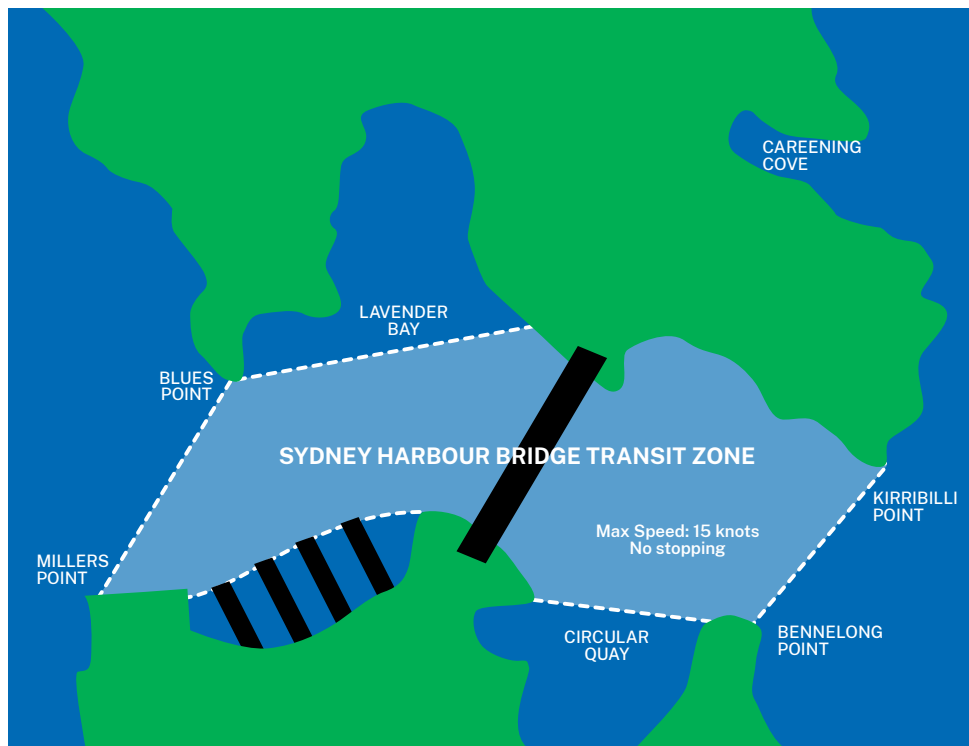 CAREENING
COVE
LAVENDER
BAY
BLUES
POINT
SYDNEY HARBOUR BRIDGE TRANSIT ZONE
KIRRIBILLI
POINT
Max Speed: 15 knots
No stopping
MILLERS
POINT
CIRCULAR
QUAY
BENNELONG
POINT